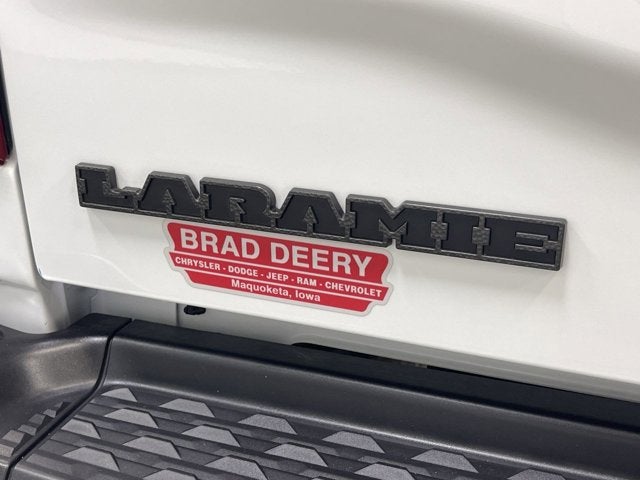 LARAMIE
BRAD DEERY
CHRYSLER - DODGE - JEEP - RAM - CHEVROLET
Maquoketa, Iowa